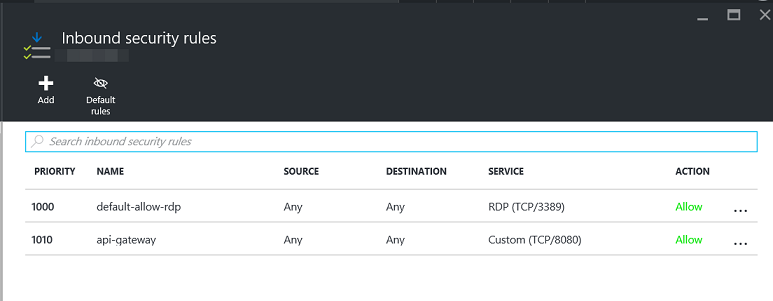 Inbound security rules
Add
Default
rules
Search inbound security rules
PRIORITY NAME SOURCE DESTINATION SERVICE ACTION
1000 default-allow-rdp Any Any RDP (TCP/3389) Allow ...
1010 api-gateway Any Any Custom (TCP/8080) Allow ...